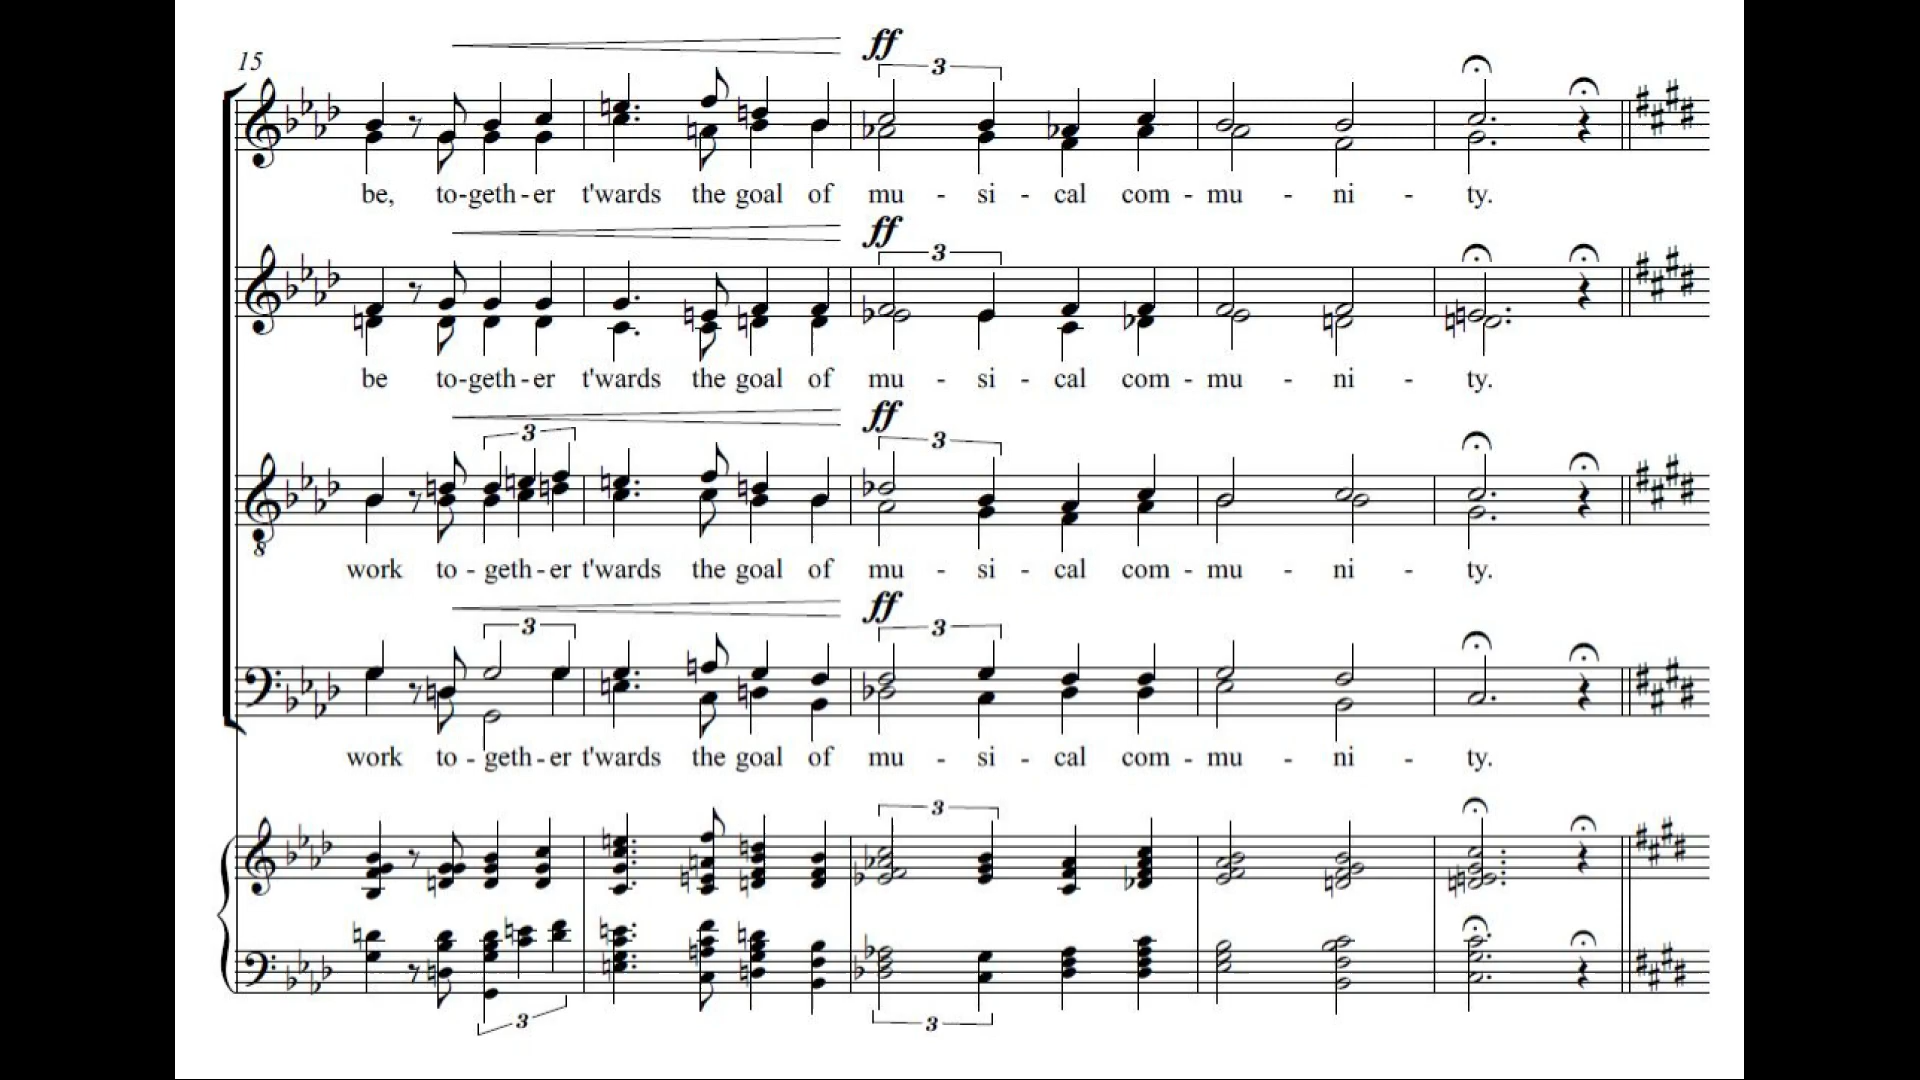 15
ff
3
be, to-geth-er t'wards the goal of mu - si - cal com - mu - ni - ty.
ff
3
be to-geth-er t'wards the goal of mu - si - cal com - mu - ni - ty.
ff
3 3
8
work to - geth-er t'wards the goal of mu - si - cal com - mu - ni - ty.
ff
3 3
work to - geth-er t'wards the goal of mu - si - cal com - mu - ni - ty.
3
3 3